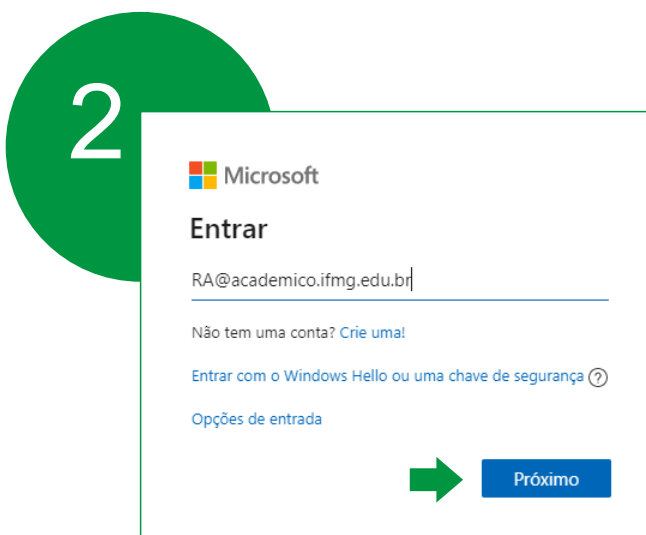 2
Microsoft
Entrar
RA@academico.ifmg.edu.br
Não tem uma conta? Crie uma!
Entrar com o Windows Hello ou uma chave de segurança ?
Opções de entrada
Próximo